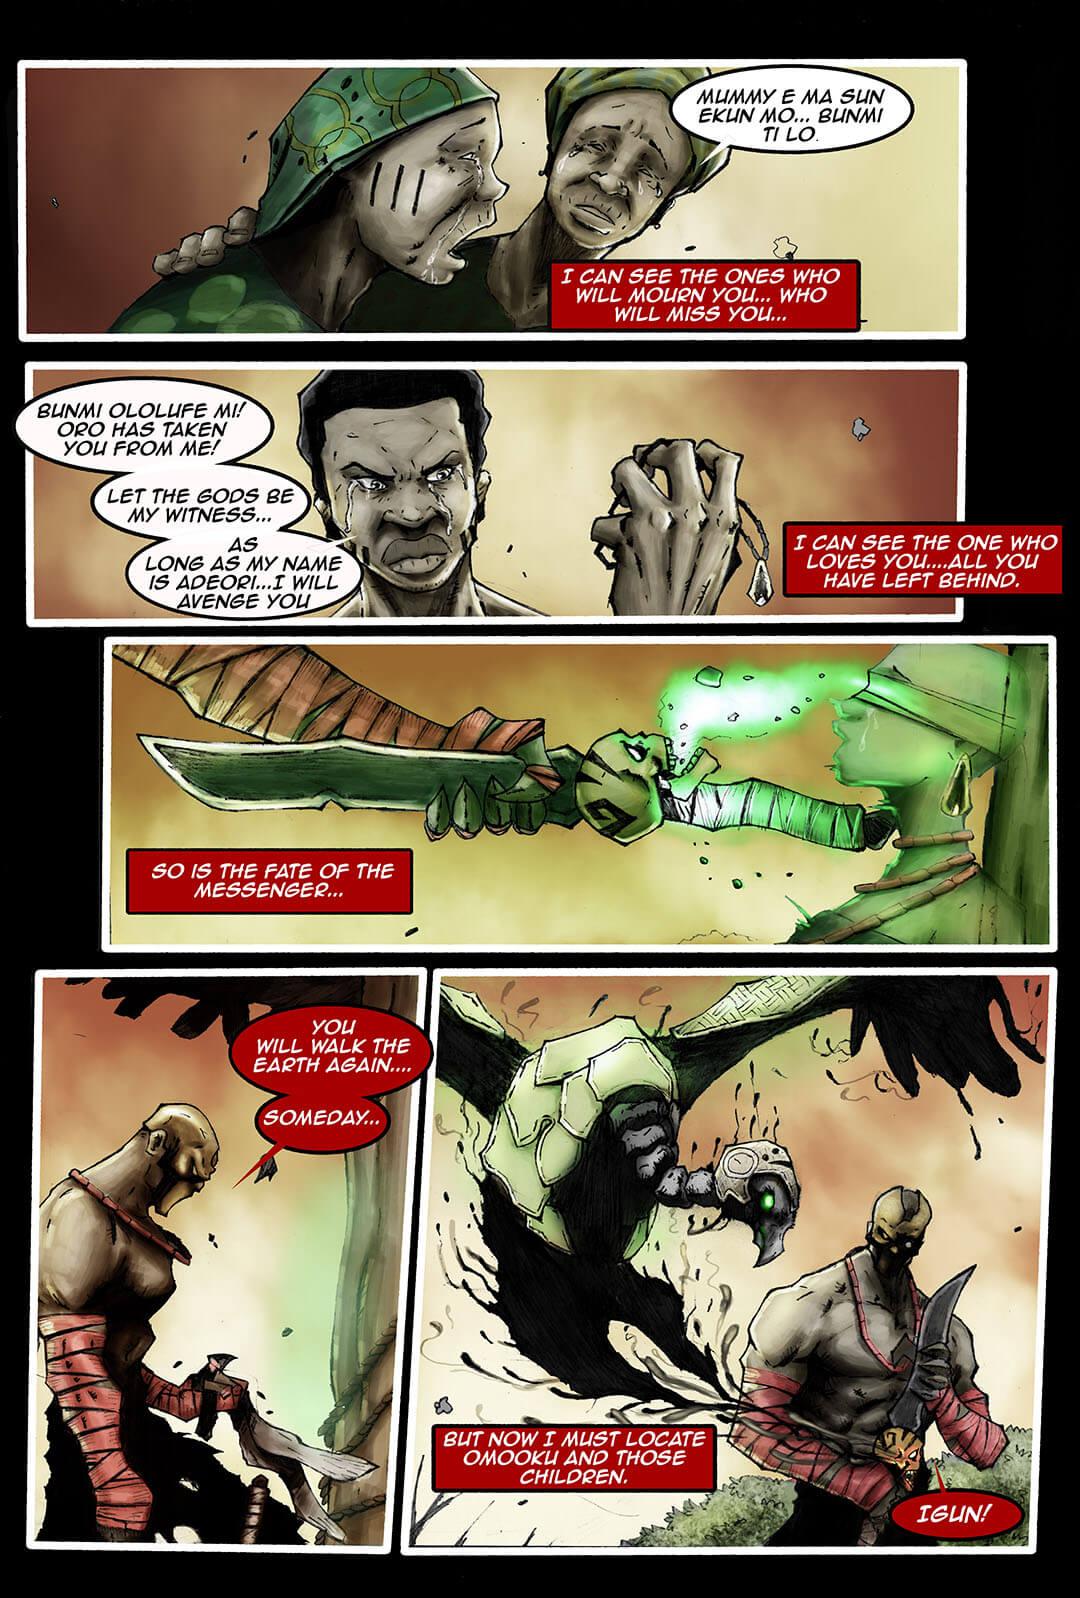 MUMMY E MA SUN
EKUN MO... BUNMI
TI LO.
I CAN SEE THE ONES WHO
WILL MOURN YOU... WHO
WILL MISS YOU...
BUNMI OLOLUFE MI!
ORO HAS TAKEN
YOU FROM ME!
LET THE GODS BE
MY WITNESS...
AS
LONG AS MY NAME
IS ADEORI...I WILL
AVENGE YOU
I CAN SEE THE ONE WHO
LOVES YOU....ALL YOU
HAVE LEFT BEHIND.
SO IS THE FATE OF THE
MESSENGER...
YOU
WILL WALK THE
EARTH AGAIN....
SOMEDAY...
BUT NOW I MUST LOCATE
OMOOKU AND THOSE
CHILDREN.
IGUN!